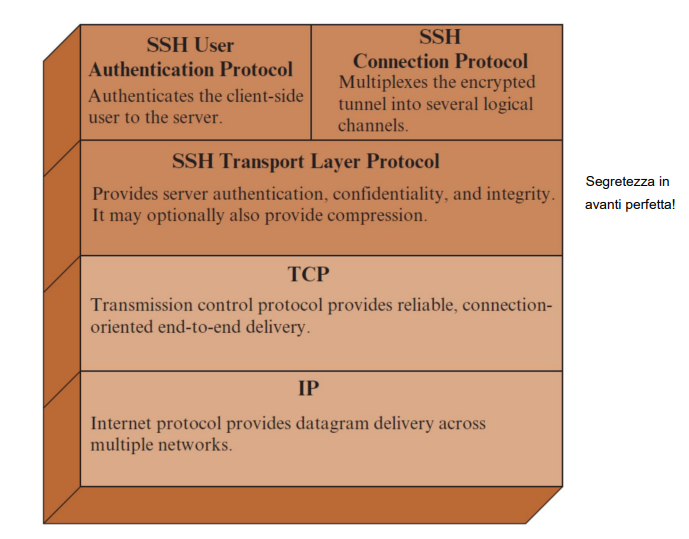 SSH User
Authentication Protocol
Authenticates the client-side
user to the server.
SSH
Connection Protocol
Multiplexes the encrypted
tunnel into several logical
channels.
SSH Transport Layer Protocol
Provides server authentication, confidentiality, and integrity.
It may optionally also provide compression.
Segretezza in
avanti perfetta!
TCP
Transmission control protocol provides reliable, connection-
oriented end-to-end delivery.
IP
Internet protocol provides datagram delivery across
multiple networks.